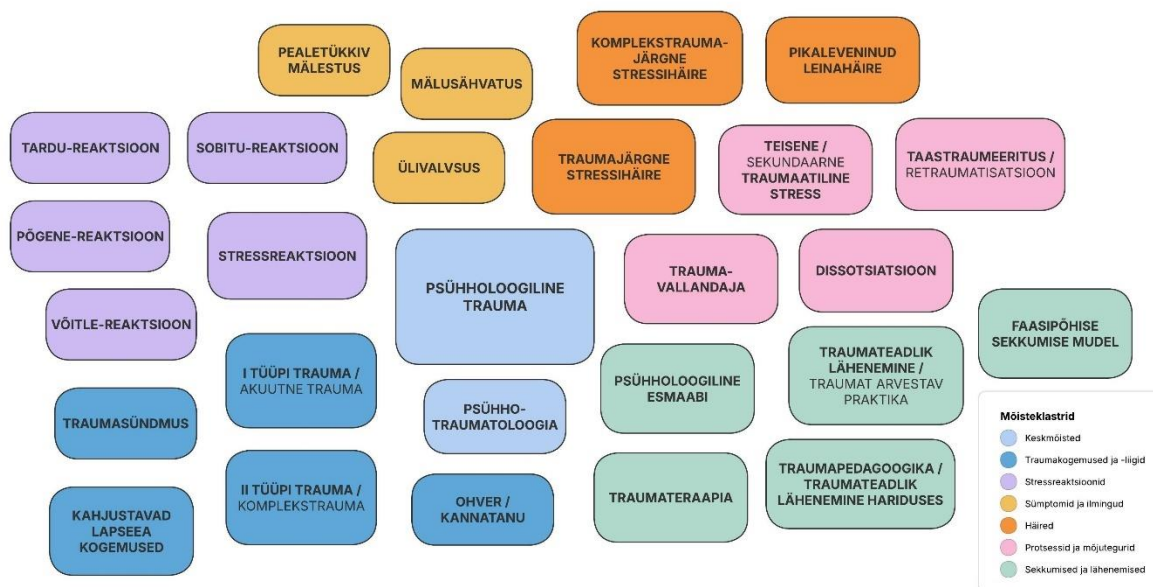 PEALETÜKKIV
MÄLESTUS
MÄLUSÄHVATUS
KOMPLEKSTRAUMA-
JÄRGNE
STRESSIHÄIRE
PIKALEVENINUD
LEINAHÄIRE
TARDU-REAKTSIOON
SOBITU-REAKTSIOON
ÜLIVALVSUS
TRAUMAJÄRGNE
STRESSIHÄIRE
TEISENE /
SEKUNDAARNE
TRAUMAATILINE
STRESS
TAASTRAUMEERITUS /
RETRAUMATISATSIOON
PÕGENE-REAKTSIOON
STRESSREAKTSIOON
PSÜHHOLOOGILINE
TRAUMA
TRAUMA-
VALLANDAJA
DISSOTSIATSIOON
VÕITLE-REAKTSIOON
FAASIPÕHISE
SEKKUMISE MUDEL
I TÜÜPI TRAUMA /
AKUUTNE TRAUMA
PSÜHHOLOOGILINE
ESMAABI
TRAUMATEADLIK
LÄHENEMINE /
TRAUMAT ARVESTAV
PRAKTIKA
TRAUMASÜNDMUS
PSÜHHO-
TRAUMATOLOOGIA
II TÜÜPI TRAUMA /
KOMPLEKSTRAUMA
OHVER /
KANNATANU
TRAUMATERAAPIA
TRAUMAPEDAGOOGIKA /
TRAUMATEADLIK
LÄHENEMINE HARIDUSES
KAHJUSTAVAD
LAPSEEA
KOGEMUSED
Mõisteklastrid
Keskmõisted
Traumakogemused ja -liigid
Stressreaktsioonid
Sümptomid ja ilmingud
Häired
Protsessid ja mõjutegurid
Sekkumised ja lähenemised